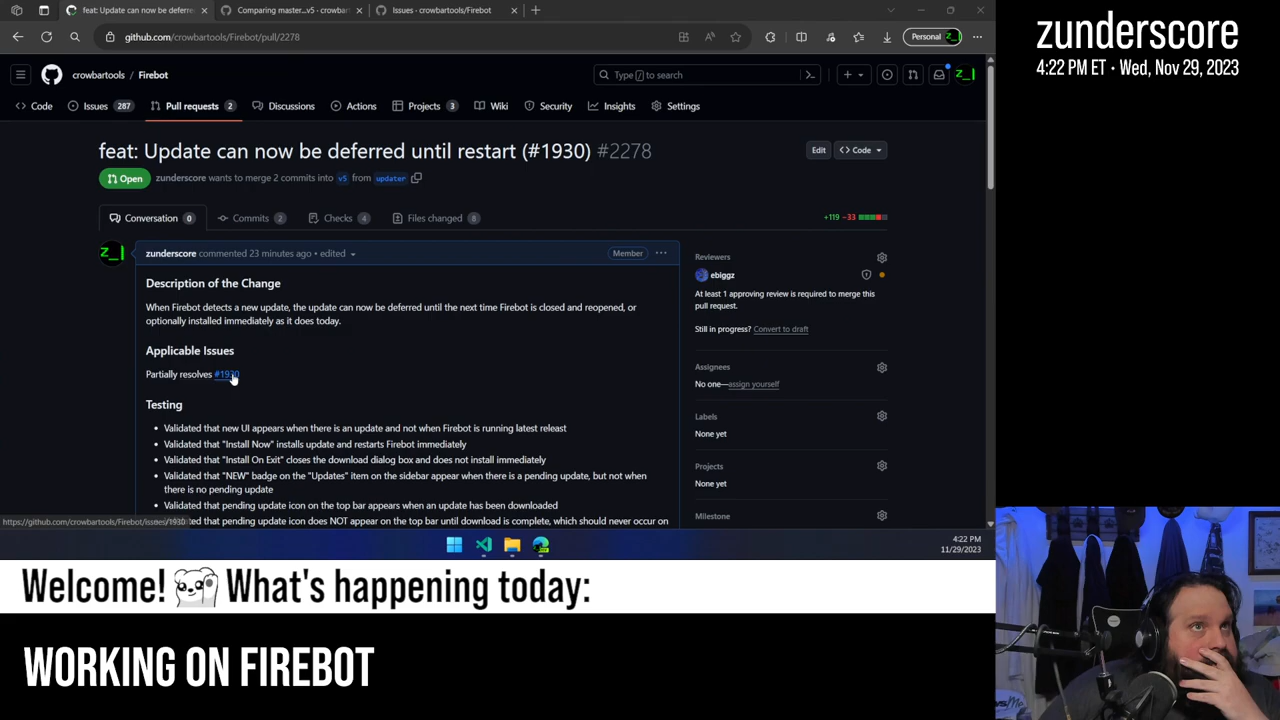 feat: Update can now be deferre
Comparing master...v5 · crowbar
Issues · crowbartools/Firebot
github.com/crowbartools/Firebot/pull/2278
Personal
crowbartools / Firebot
Type / to search
Code
Issues 287
Pull requests 2
Discussions
Actions
Projects 3
Wiki
Security
Insights
Settings
feat: Update can now be deferred until restart (#1930) #2278
Edit
<> Code
Open
zunderscore wants to merge 2 commits into v5 from updater
Conversation 0
Commits 2
Checks 4
Files changed 8
+119 −33
zunderscore commented 23 minutes ago • edited
Member
Description of the Change
When Firebot detects a new update, the update can now be deferred until the next time Firebot is closed and reopened, or
optionally installed immediately as it does today.
Applicable Issues
Partially resolves #1930
Testing
• Validated that new UI appears when there is an update and not when Firebot is running latest releast
• Validated that "Install Now" installs update and restarts Firebot immediately
• Validated that "Install On Exit" closes the download dialog box and does not install immediately
• Validated that "NEW" badge on the "Updates" item on the sidebar appear when there is a pending update, but not when
there is no pending update
• Validated that pending update icon on the top bar appears when an update has been downloaded
that pending update icon does NOT appear on the top bar until download is complete, which should never occur on
https://github.com/crowbartools/Firebot/issues/1930
Reviewers
ebiggz
At least 1 approving review is required to merge this
pull request.
Still in progress? Convert to draft
Assignees
No one—assign yourself
Labels
None yet
Projects
None yet
Milestone
4:22 PM
11/29/2023
zunderscore
4:22 PM ET • Wed, Nov 29, 2023
Welcome! What's happening today:
WORKING ON FIREBOT